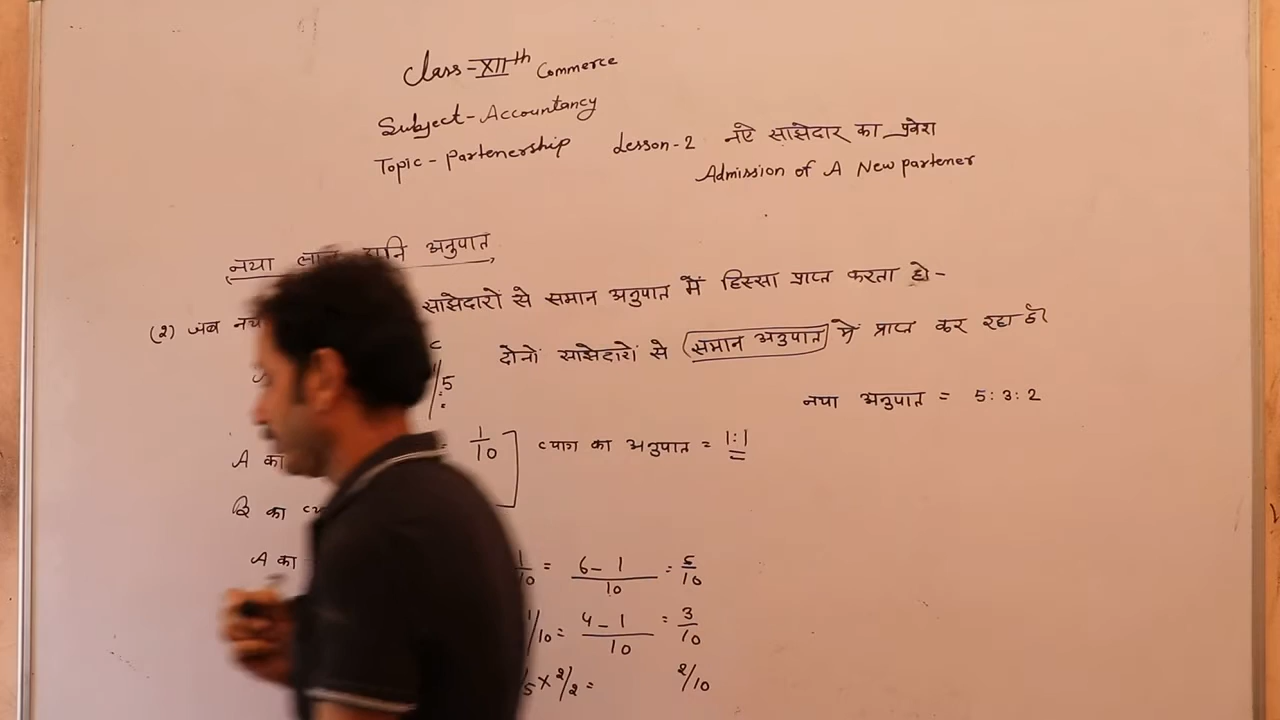 Class-XIIth Commerce
Subject-Accountancy
Topic-Partenership Lesson-2 नऐ साझेदार का प्रवेश
Admission of A New partener
नया अनुपात,
(2) जब साझेदारों से समान अनुपात में हिस्सा प्राप्त करता हो-
C
दोनों साझेदारों से समान अनुपात में प्राप्त कर रहा है।
1/5
नया अनुपात = 5:3:2
A का = 1/10 त्याग का अनुपात = 1:1
B का
A का 1/10 = 6-1/10 = 5/10
1/10 = 4-1/10 = 3/10
/5 × 2/2 = 2/10